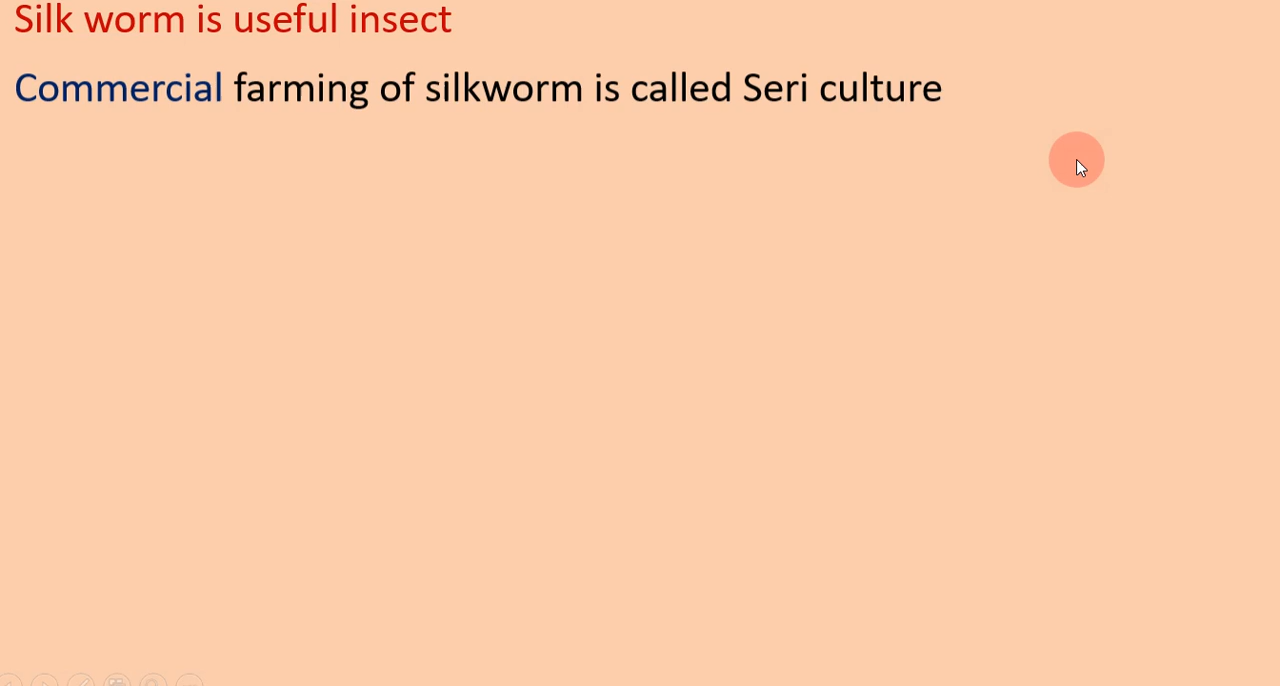 Silk worm is useful insect
Commercial farming of silkworm is called Seri culture